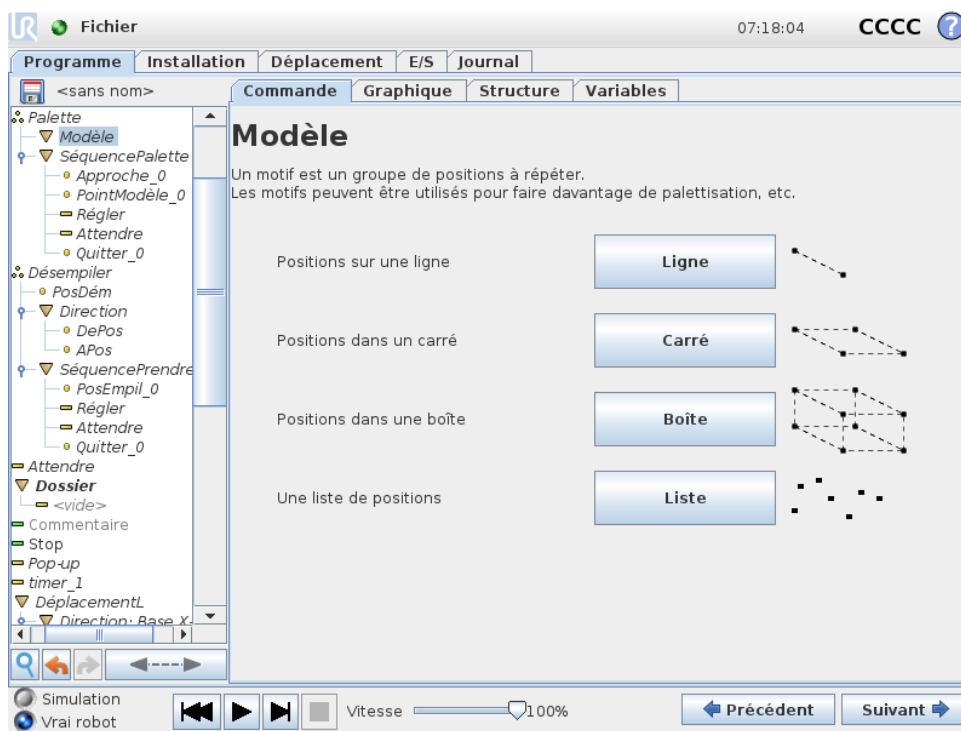 UR Fichier 07:18:04 CCCC ?
Programme Installation Déplacement E/S Journal
<sans nom>
Commande Graphique Structure Variables
Palette
Modèle
SéquencePalette
Approche_0
PointModèle_0
Régler
Attendre
Quitter_0
Désempiler
PosDém
Direction
DePos
APos
SéquencePrendre
PosEmpil_0
Régler
Attendre
Quitter_0
Attendre
Dossier
<vide>
Commentaire
Stop
Pop-up
timer_1
DéplacementL
Direction: Base X-
Modèle
Un motif est un groupe de positions à répéter.
Les motifs peuvent être utilisés pour faire davantage de palettisation, etc.
Positions sur une ligne Ligne
Positions dans un carré Carré
Positions dans une boîte Boîte
Une liste de positions Liste
Simulation
Vrai robot
Vitesse 100%
Précédent Suivant